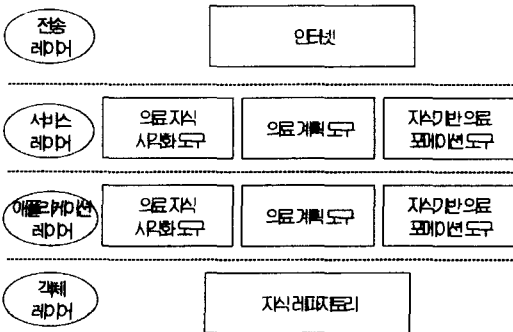 전송
레이어
인터넷
서비스
레이어
의료 지식
시각화 도구
의료 계획 도구
지식기반 의료
포메이션 도구
애플리케이션
레이어
의료 지식
시각화 도구
의료 계획 도구
지식기반 의료
포메이션 도구
객체
레이어
지식 레파지토리